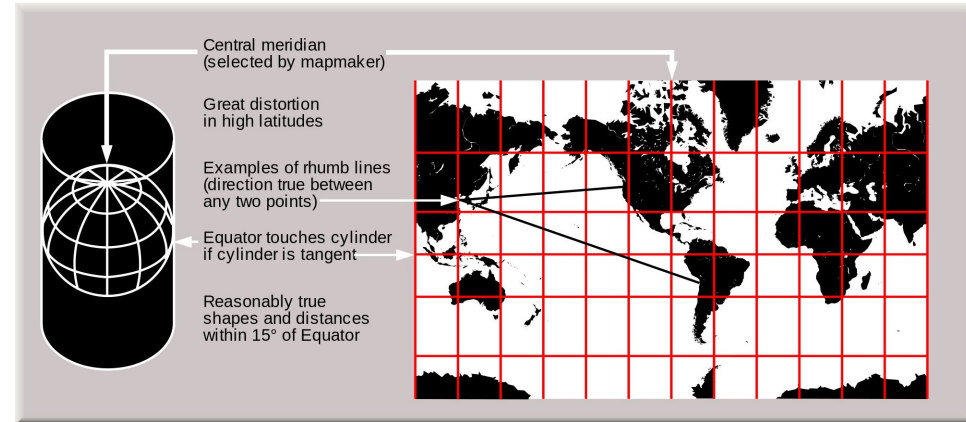 Central meridian
(selected by mapmaker)
Great distortion
in high latitudes
Examples of rhumb lines
(direction true between
any two points)
Equator touches cylinder
if cylinder is tangent
Reasonably true
shapes and distances
within 15° of Equator